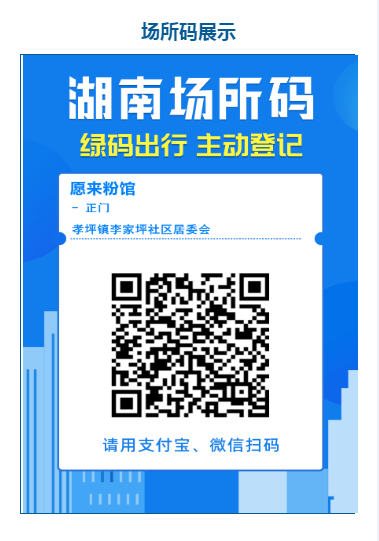 场所码展示
湖南场所码
绿码出行 主动登记
愿来粉馆
- 正门
孝坪镇李家坪社区居委会
请用支付宝、微信扫码